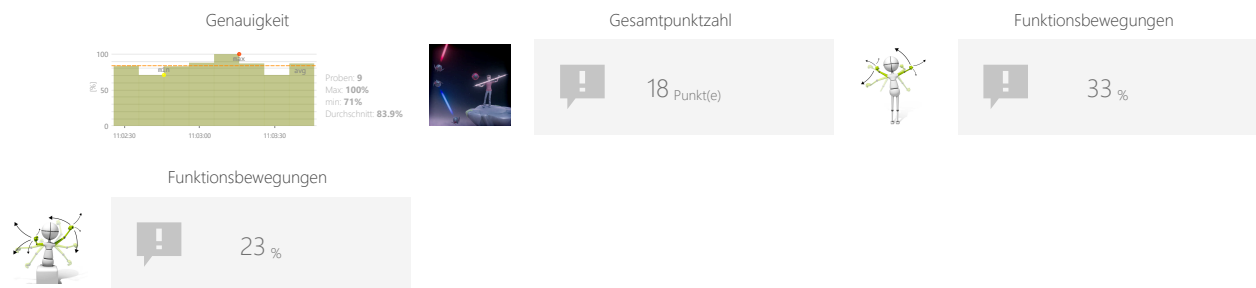 Genauigkeit
100
50
0
[%]
min
max
avg
11:02:30
11:03:00
11:03:30
Proben: 9
Max: 100%
min: 71%
Durchschnitt: 83.9%
Gesamtpunktzahl
18 Punkt(e)
Funktionsbewegungen
33 %
Funktionsbewegungen
23 %